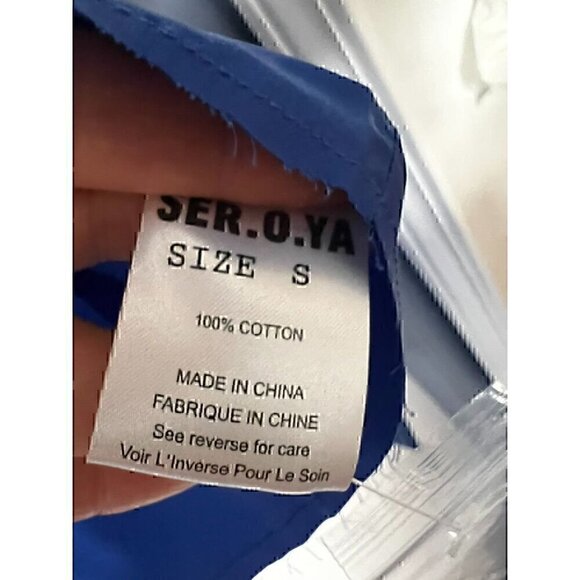 SER.O.YA
SIZE S
100% COTTON
MADE IN CHINA
FABRIQUE IN CHINE
See reverse for care
Voir L'Inverse Pour Le Soin